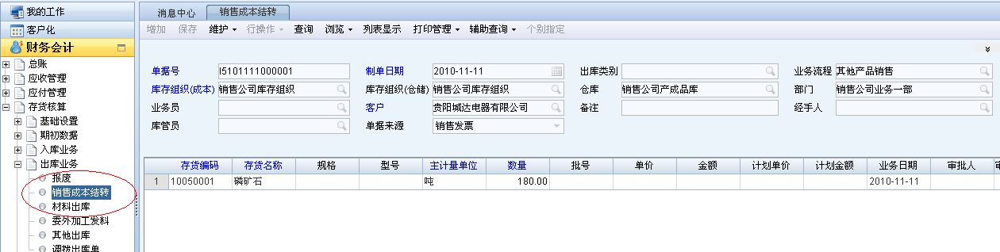 我的工作
客户化
财务会计
总账
应收管理
应付管理
存货核算
基础设置
期初数据
入库业务
出库业务
报废
销售成本结转
材料出库
委外加工发料
其他出库
调拨出库单
消息中心 销售成本结转
增加 保存 维护 行操作 查询 浏览 列表显示 打印管理 辅助查询 个别指定
单据号 I5101111000001 制单日期 2010-11-11 出库类别 业务流程 其他产品销售
库存组织(成本) 销售公司库存组织 库存组织(仓储) 销售公司库存组织 仓库 销售公司产成品库 部门 销售公司业务一部
业务员 客户 贵阳城达电器有限公司 备注 经手人
库管员 单据来源 销售发票
存货编码 存货名称 规格 型号 主计量单位 数量 批号 单价 金额 计划单价 计划金额 业务日期 审批人
1 10050001 磷矿石 吨 180.00 2010-11-11